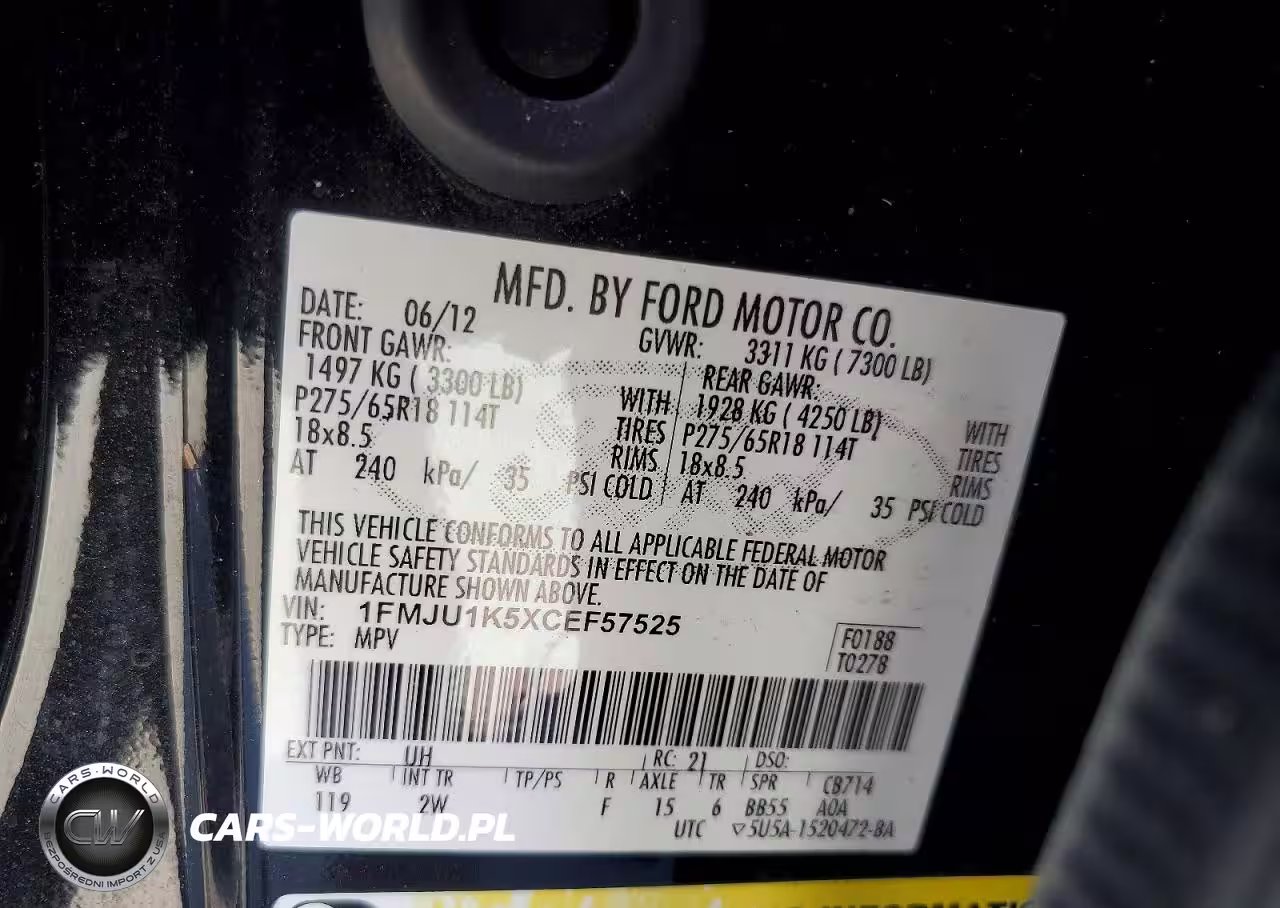 MFD. BY FORD MOTOR CO.
DATE: 06/12 GVWR: 3311 KG ( 7300 LB)
FRONT GAWR: REAR GAWR:
1497 KG ( 3300 LB) WITH 1928 KG ( 4250 LB) WITH
P275/65R18 114T TIRES P275/65R18 114T TIRES
18x8.5 RIMS 18x8.5 RIMS
AT 240 kPa/ 35 PSI COLD AT 240 kPa/ 35 PSI COLD
THIS VEHICLE CONFORMS TO ALL APPLICABLE FEDERAL MOTOR
VEHICLE SAFETY STANDARDS IN EFFECT ON THE DATE OF
MANUFACTURE SHOWN ABOVE.
VIN: 1FMJU1K5XCEF57525
TYPE: MPV F0188
T0278
EXT PNT: UH RC: 21 DSO:
WB INT TR TP/PS R AXLE TR SPR CB714
119 2W F 15 6 BB55 AOA
UTC ▽5U5A-1520472-BA
CARS-WORLD
CW
BEZPOŚREDNI IMPORT Z USA
CARS-WORLD.PL